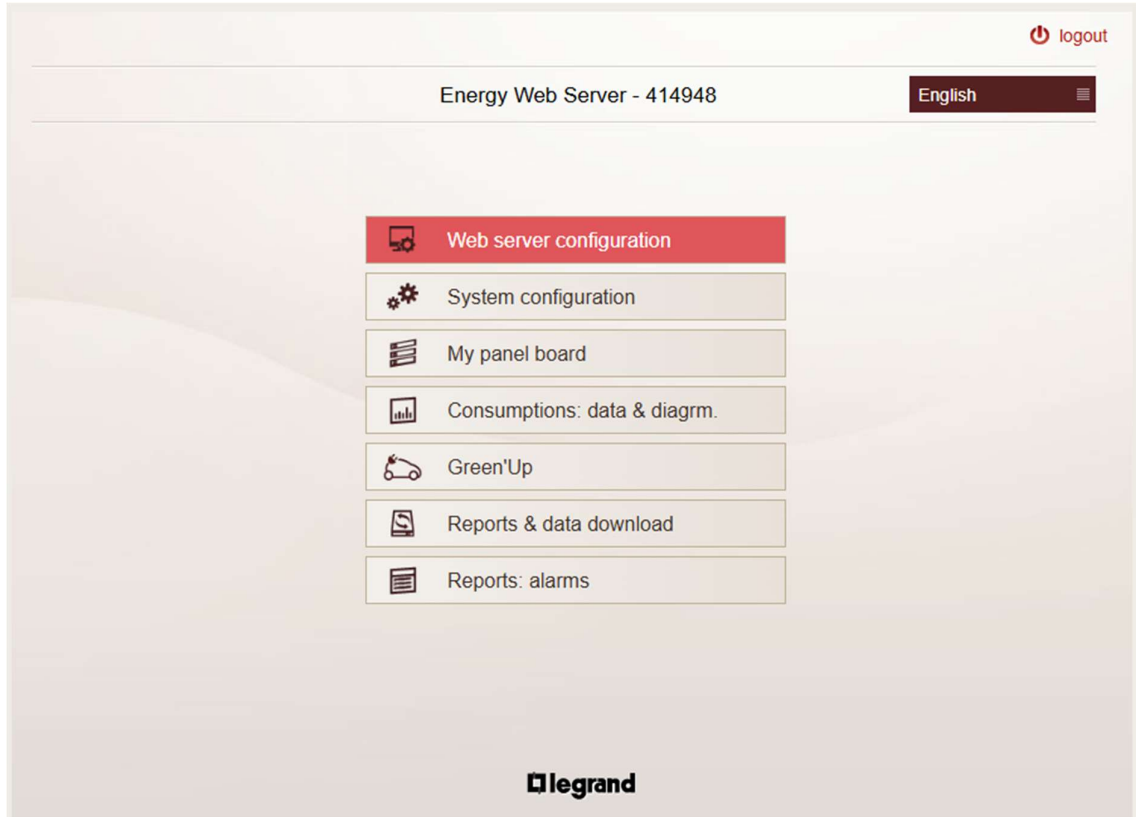 logout
Energy Web Server - 414948
English
Web server configuration
System configuration
My panel board
Consumptions: data & diagrm.
Green'Up
Reports & data download
Reports: alarms
legrand